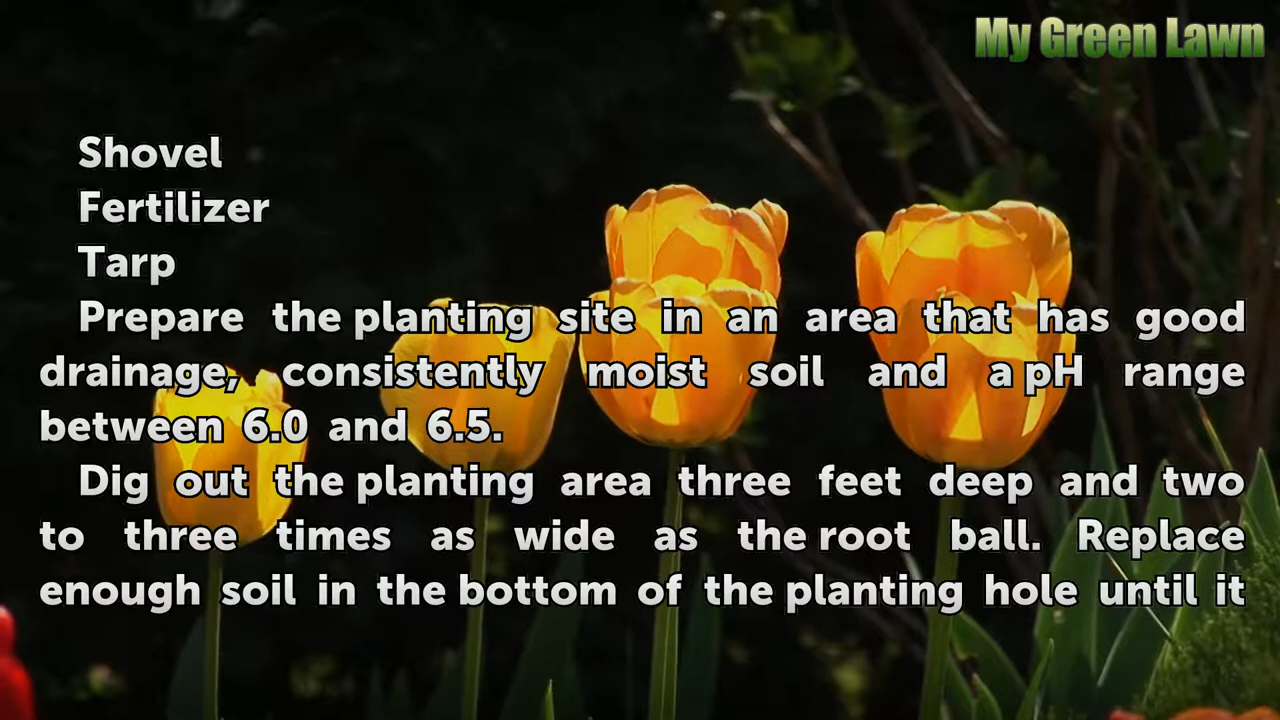 My Green Lawn
Shovel
Fertilizer
Tarp
Prepare the planting site in an area that has good
drainage, consistently moist soil and a pH range
between 6.0 and 6.5.
Dig out the planting area three feet deep and two
to three times as wide as the root ball. Replace
enough soil in the bottom of the planting hole until it